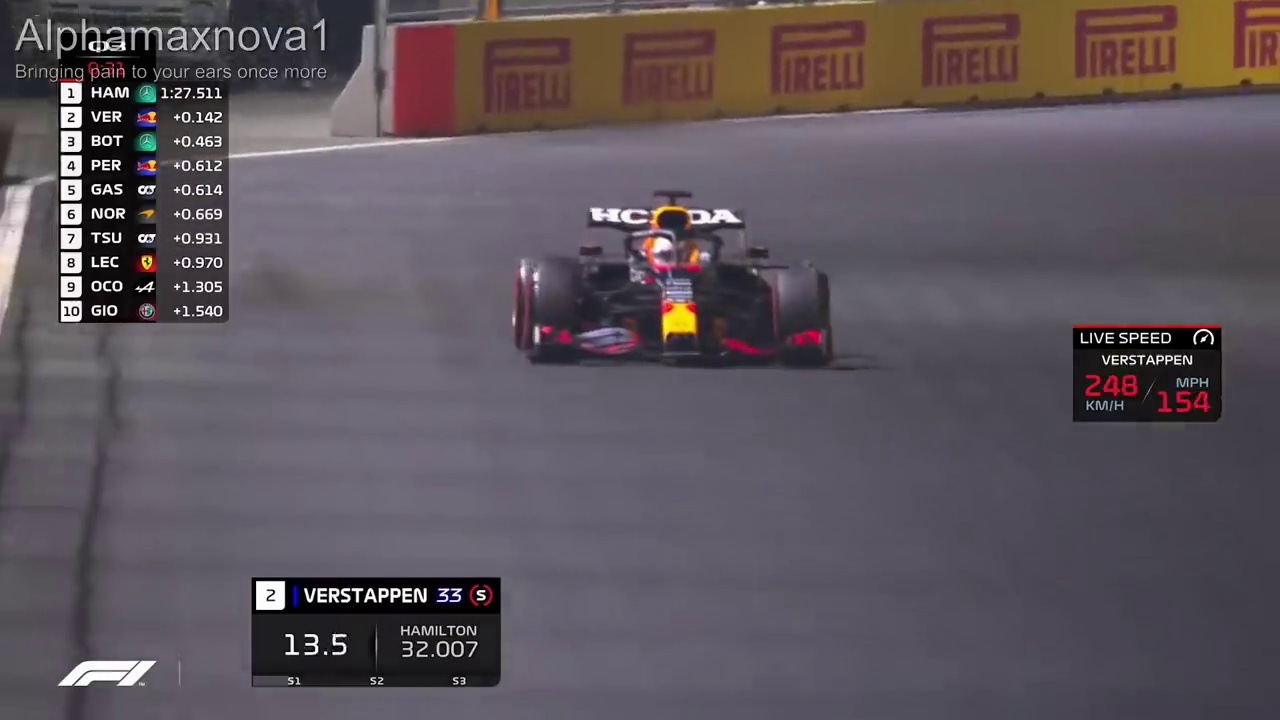 Alphamaxnova1
Bringing pain to your ears once more
Q3
0:31
1 HAM 1:27.511
2 VER +0.142
3 BOT +0.463
4 PER +0.612
5 GAS +0.614
6 NOR +0.669
7 TSU +0.931
8 LEC +0.970
9 OCO +1.305
10 GIO +1.540
PIRELLI PIRELLI PIRELLI PIRELLI PIRELLI
HONDA
LIVE SPEED
VERSTAPPEN
248 KM/H / MPH 154
2 VERSTAPPEN 33 S
13.5 HAMILTON 32.007
S1 S2 S3
F1